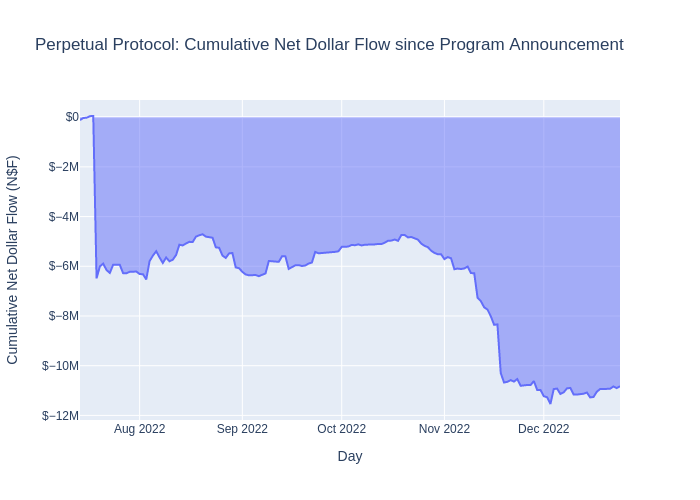 Perpetual Protocol: Cumulative Net Dollar Flow since Program Announcement
Cumulative Net Dollar Flow (N$F)
$0
$−2M
$−4M
$−6M
$−8M
$−10M
$−12M
Aug 2022 Sep 2022 Oct 2022 Nov 2022 Dec 2022
Day